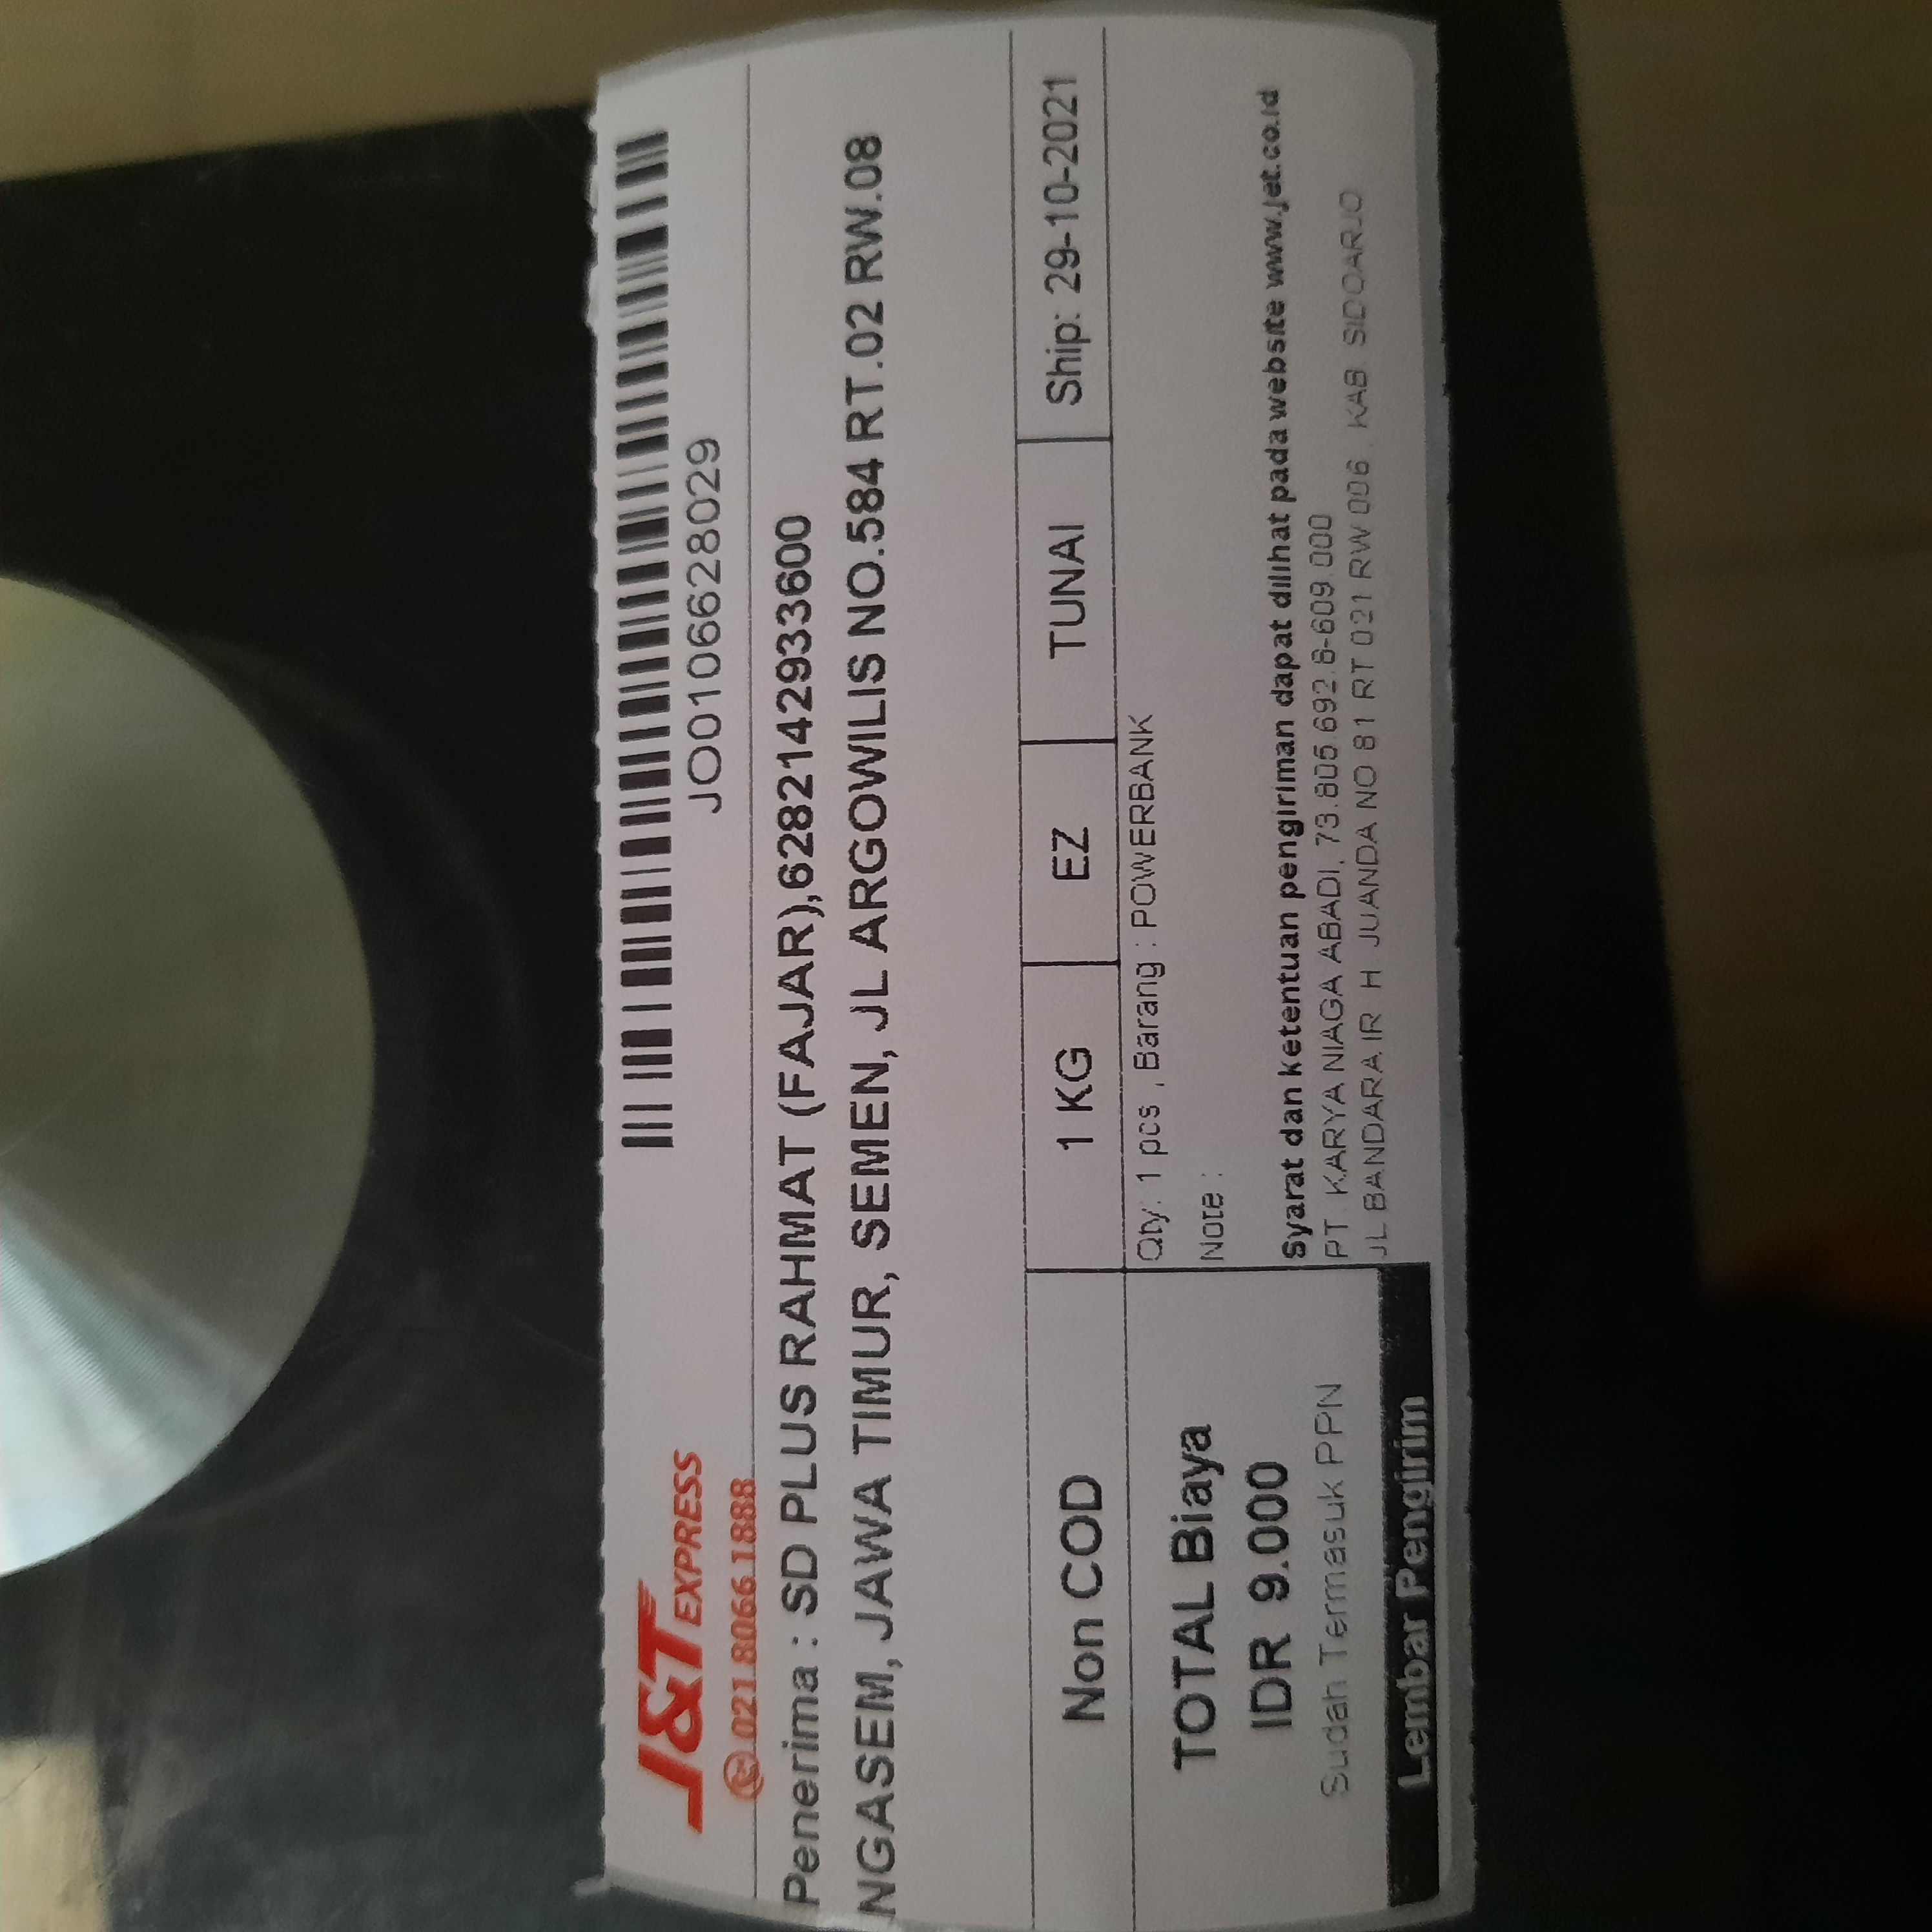 J&T EXPRESS
021 8066 1888
JO0106628029
Penerima : SD PLUS RAHMAT (FAJAR),6282142933600
NGASEM, JAWA TIMUR, SEMEN, JL ARGOWILIS NO.584 RT.02 RW.08
Non COD
1 KG
EZ
TUNAI
Ship: 29-10-2021
TOTAL Biaya
IDR 9.000
Sudah Termasuk PPN
Lembar Pengirim
Qty: 1 pcs , Barang : POWERBANK
Note :
Syarat dan ketentuan pengiriman dapat dilihat pada website www.jet.co.id
PT. KARYA NIAGA ABADI, 73.805.692.6-609.000
JL BANDARA IR. H. JUANDA NO 81 RT 021 RW 006 , KAB. SIDOARJO